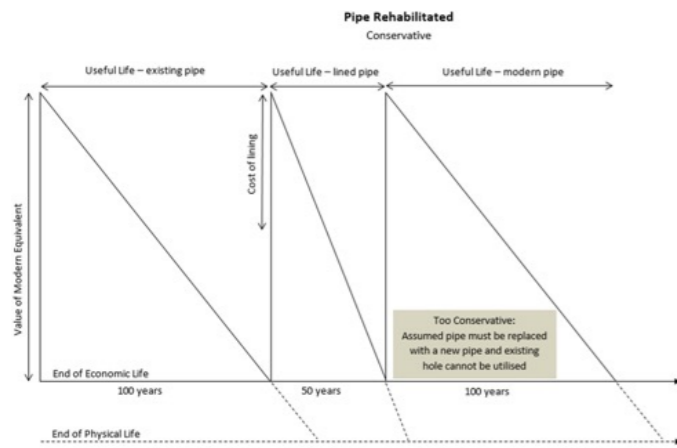 Pipe Rehabilitated
Conservative
Useful Life – existing pipe
Useful Life – lined pipe
Useful Life – modern pipe
Value of Modern Equivalent
Cost of lining
Too Conservative:
Assumed pipe must be replaced
with a new pipe and existing
hole cannot be utilised
End of Economic Life
100 years
50 years
100 years
End of Physical Life